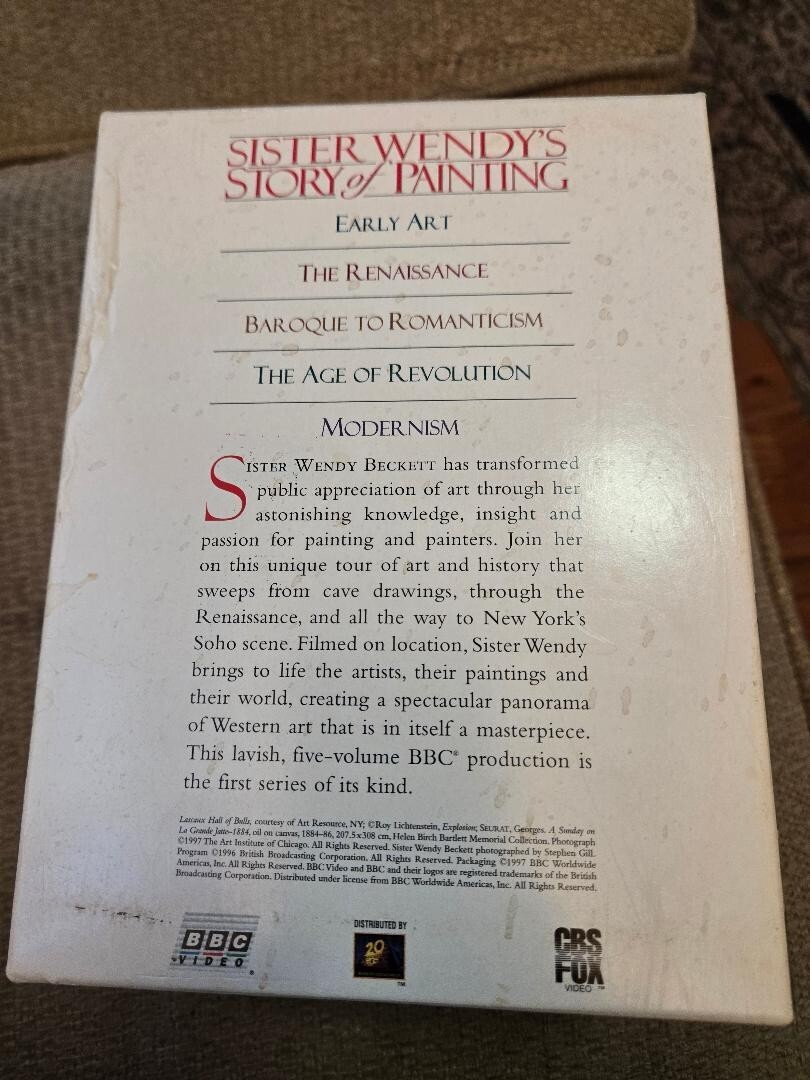 SISTER WENDY'S
STORY of PAINTING
EARLY ART
THE RENAISSANCE
BAROQUE TO ROMANTICISM
THE AGE OF REVOLUTION
MODERNISM
SISTER WENDY BECKETT has transformed
public appreciation of art through her
astonishing knowledge, insight and
passion for painting and painters. Join her
on this unique tour of art and history that
sweeps from cave drawings, through the
Renaissance, and all the way to New York's
Soho scene. Filmed on location, Sister Wendy
brings to life the artists, their paintings and
their world, creating a spectacular panorama
of Western art that is in itself a masterpiece.
This lavish, five-volume BBC® production is
the first series of its kind.
Lascaux Hall of Bulls, courtesy of Art Resource, NY; ©Roy Lichtenstein, Explosion; SEURAT, Georges. A Sunday on
La Grande Jatte–1884, oil on canvas, 1884–86, 207.5x308 cm, Helen Birch Bartlett Memorial Collection. Photograph
©1997 The Art Institute of Chicago. All Rights Reserved. Sister Wendy Beckett photographed by Stephen Gill.
Program ©1996 British Broadcasting Corporation. All Rights Reserved. Packaging ©1997 BBC Worldwide
Americas, Inc. All Rights Reserved. BBC Video and BBC and their logos are registered trademarks of the British
Broadcasting Corporation. Distributed under license from BBC Worldwide Americas, Inc. All Rights Reserved.
BBC
VIDEO®
DISTRIBUTED BY
20
™
CBS
FOX
VIDEO™